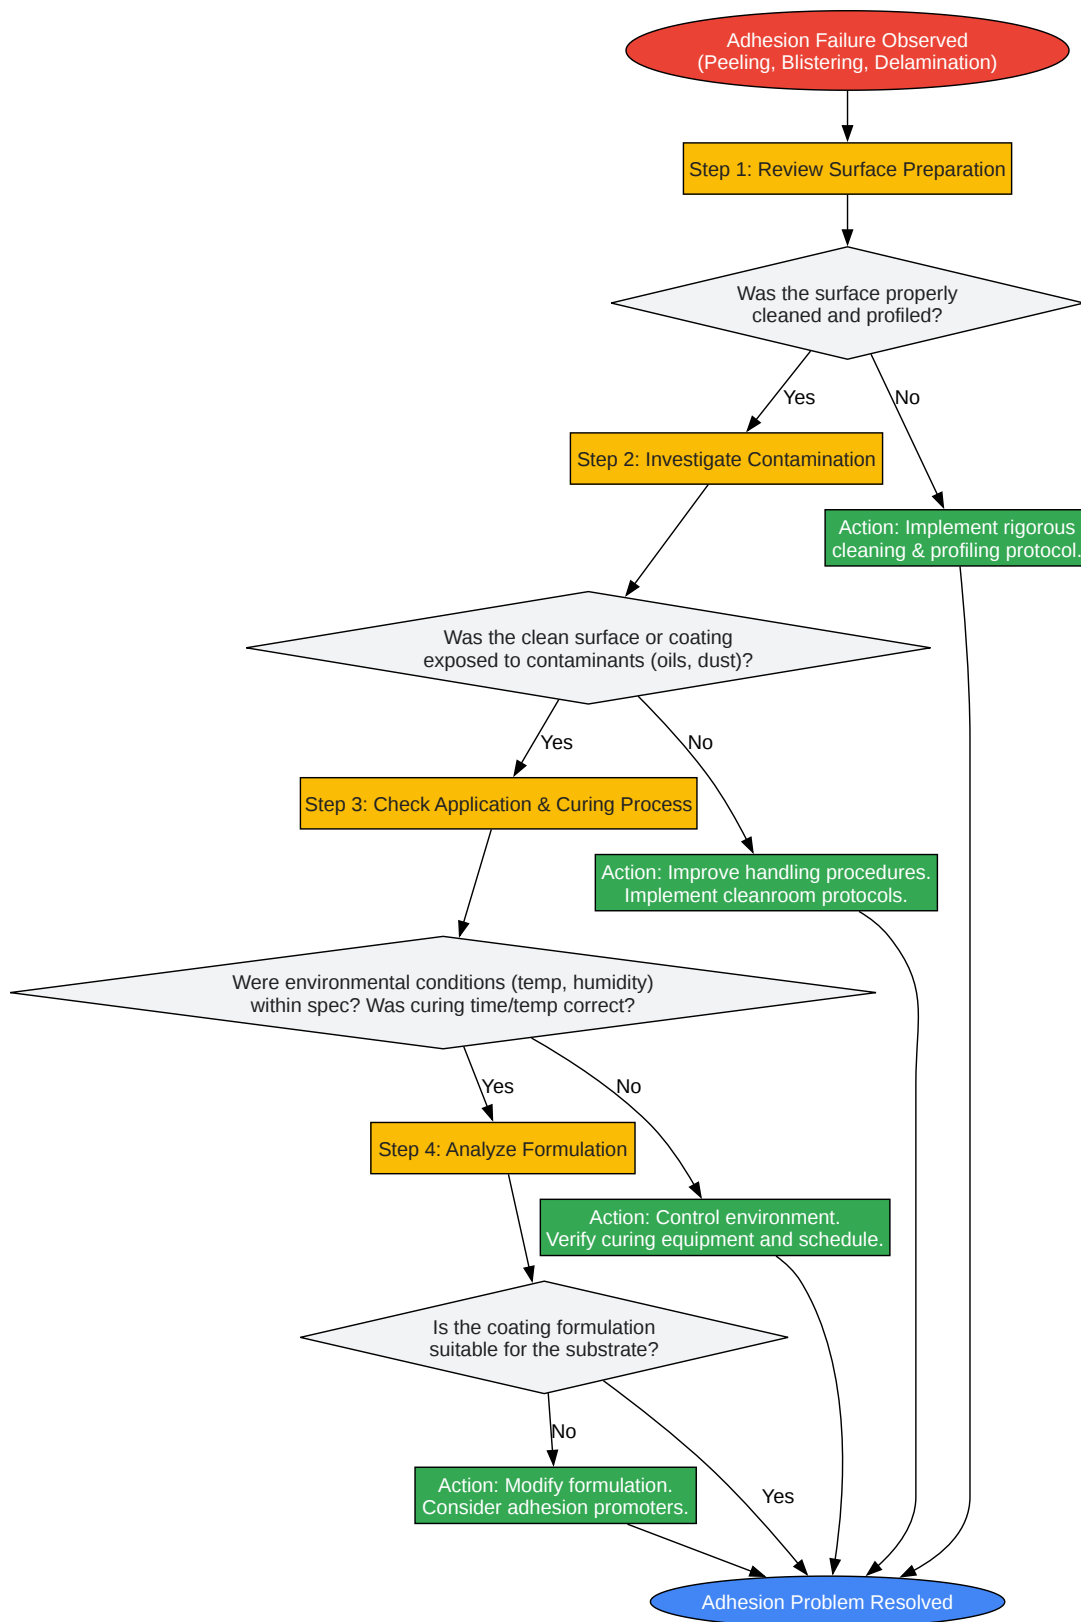 Adhesion Failure Observed
(Peeling, Blistering, Delamination)
Step 1: Review Surface Preparation
Was the surface properly
cleaned and profiled?
Yes
No
Step 2: Investigate Contamination
Action: Implement rigorous
cleaning & profiling protocol.
Was the clean surface or coating
exposed to contaminants (oils, dust)?
Yes
No
Step 3: Check Application & Curing Process
Action: Improve handling procedures.
Implement cleanroom protocols.
Were environmental conditions (temp, humidity)
within spec? Was curing time/temp correct?
Yes
No
Step 4: Analyze Formulation
Action: Control environment.
Verify curing equipment and schedule.
Is the coating formulation
suitable for the substrate?
No
Yes
Action: Modify formulation.
Consider adhesion promoters.
Adhesion Problem Resolved